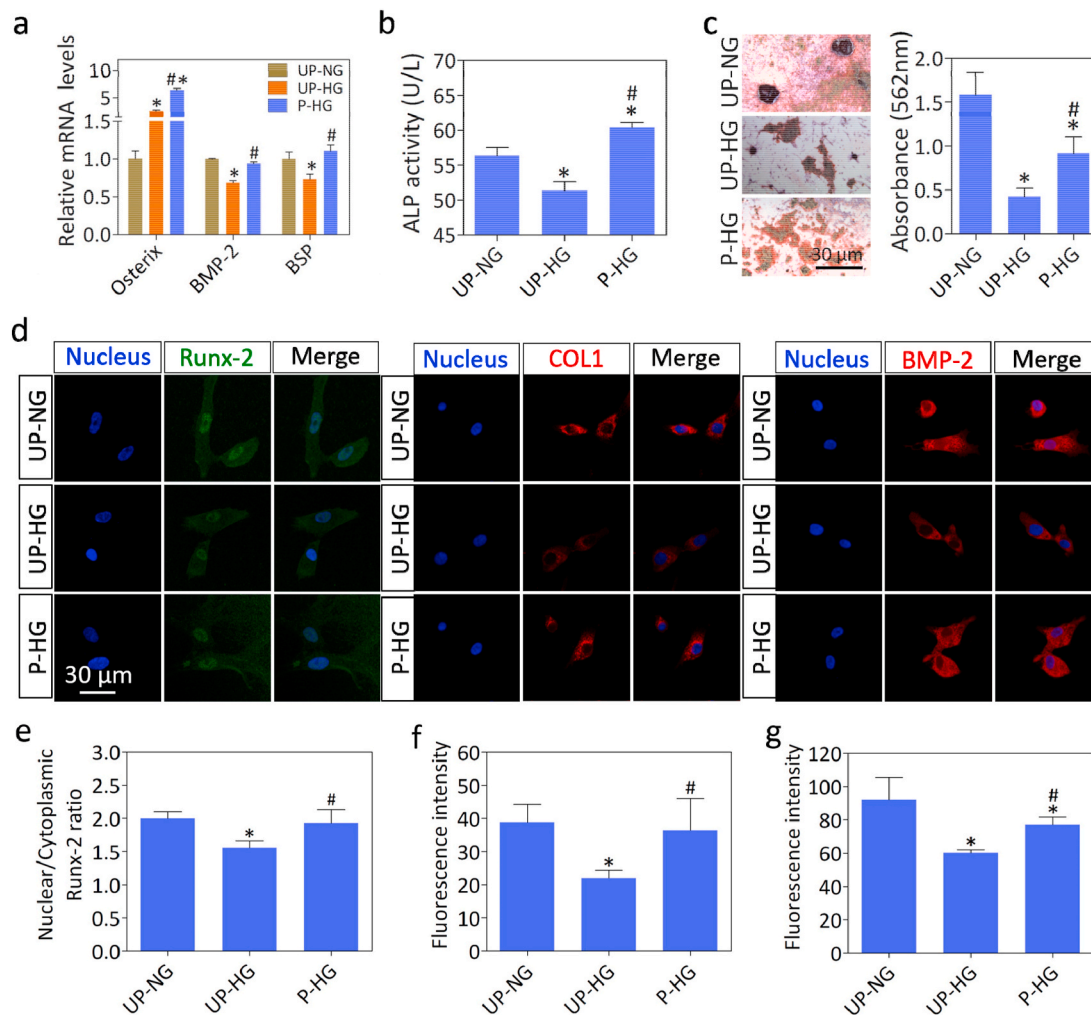 a
Relative mRNA levels
10
5
1.5
1.0
0.5
0.0
UP-NG
UP-HG
P-HG
*
#*
*
#
*
#
Osterix
BMP-2
BSP
b
ALP activity (U/L)
70
65
60
55
50
45
*
#
*
UP-NG
UP-HG
P-HG
c
UP-NG
UP-HG
P-HG
30 μm
Absorbance (562nm)
2.0
1.5
1.0
0.5
0.0
*
#
*
UP-NG
UP-HG
P-HG
d
Nucleus Runx-2 Merge
UP-NG
UP-HG
P-HG
30 μm
Nucleus COL1 Merge
UP-NG
UP-HG
P-HG
Nucleus BMP-2 Merge
UP-NG
UP-HG
P-HG
e
Nuclear/Cytoplasmic
Runx-2 ratio
3.0
2.5
2.0
1.5
1.0
0.5
0.0
*
#
UP-NG
UP-HG
P-HG
f
Fluorescence intensity
60
50
40
30
20
10
0
*
#
UP-NG
UP-HG
P-HG
g
Fluorescence intensity
120
100
80
60
40
20
0
*
#
*
UP-NG
UP-HG
P-HG